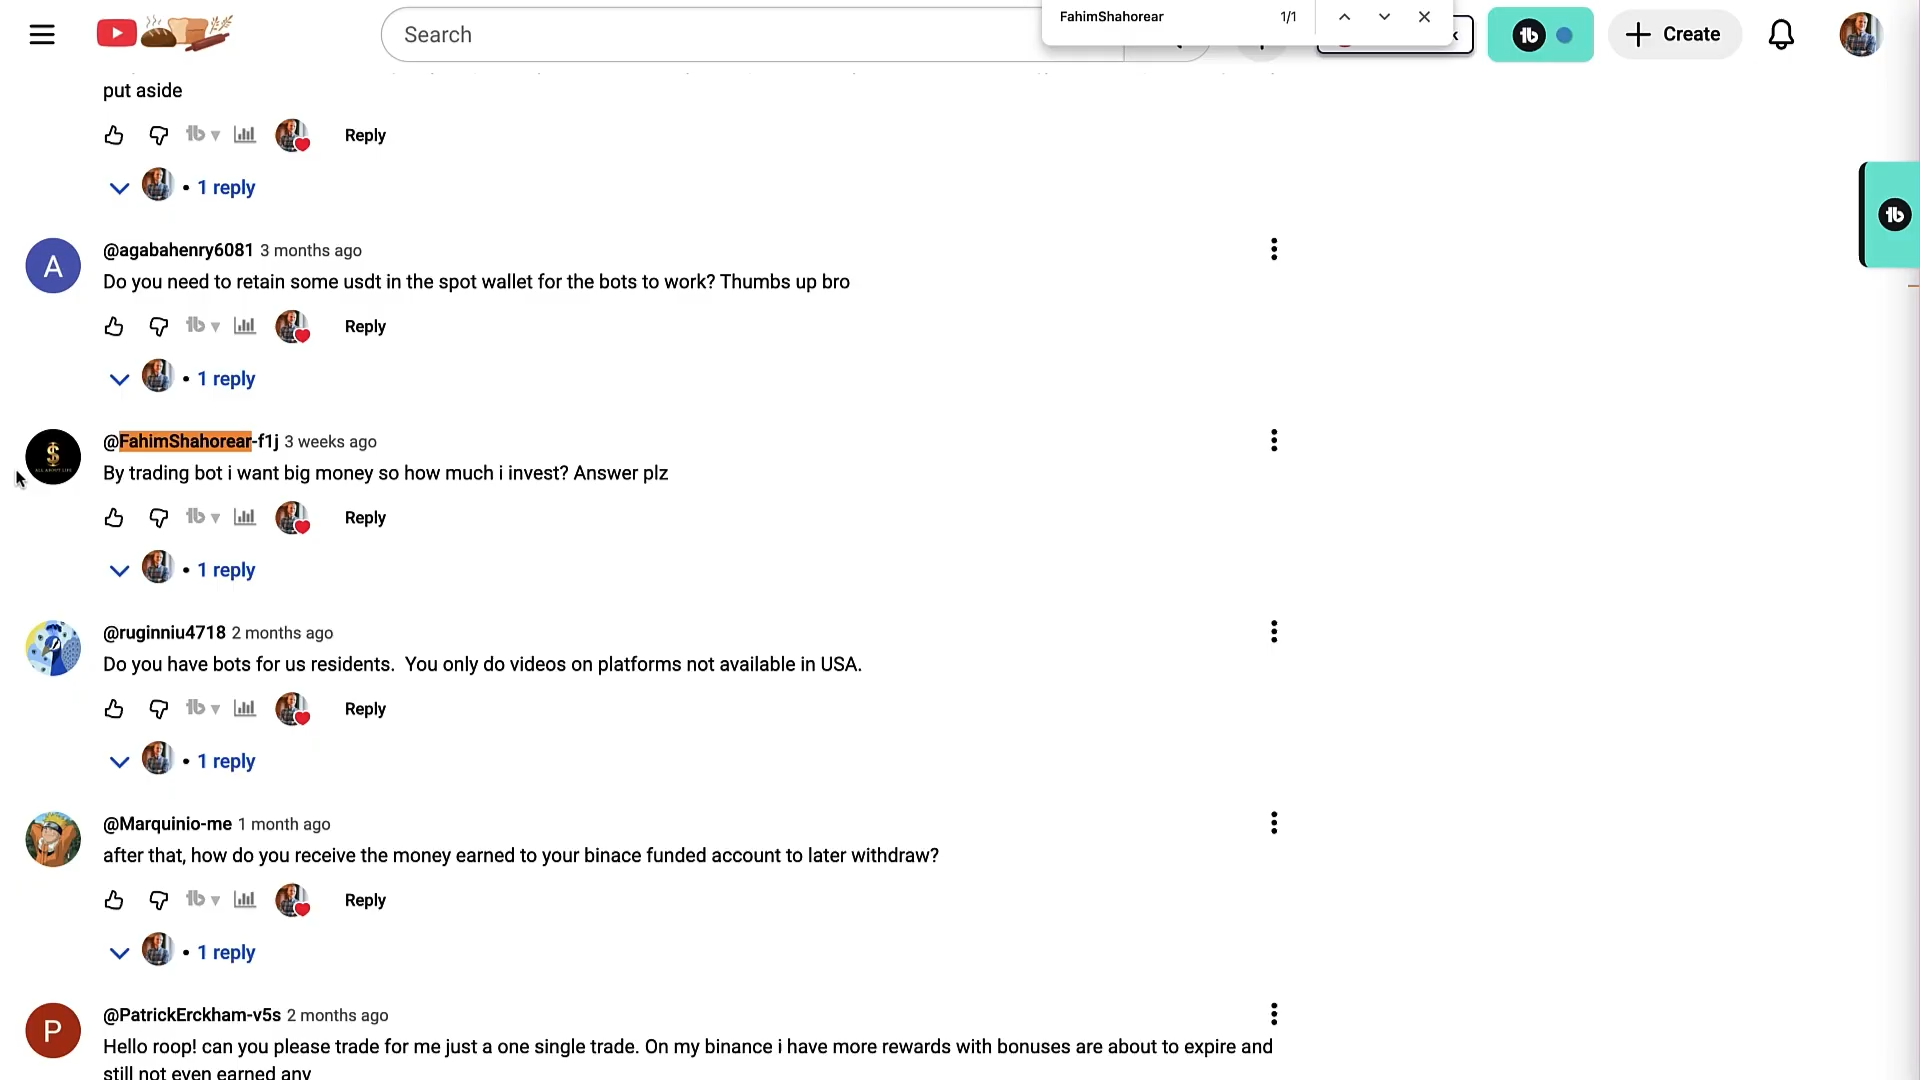 Search
FahimShahorear
1/1
Create
put aside
Reply
• 1 reply
A
@agabahenry6081 3 months ago
Do you need to retain some usdt in the spot wallet for the bots to work? Thumbs up bro
Reply
• 1 reply
@FahimShahorear-f1j 3 weeks ago
By trading bot i want big money so how much i invest? Answer plz
Reply
• 1 reply
@ruginniu4718 2 months ago
Do you have bots for us residents. You only do videos on platforms not available in USA.
Reply
• 1 reply
@Marquinio-me 1 month ago
after that, how do you receive the money earned to your binace funded account to later withdraw?
Reply
• 1 reply
P
@PatrickErckham-v5s 2 months ago
Hello roop! can you please trade for me just a one single trade. On my binance i have more rewards with bonuses are about to expire and
still not even earned any